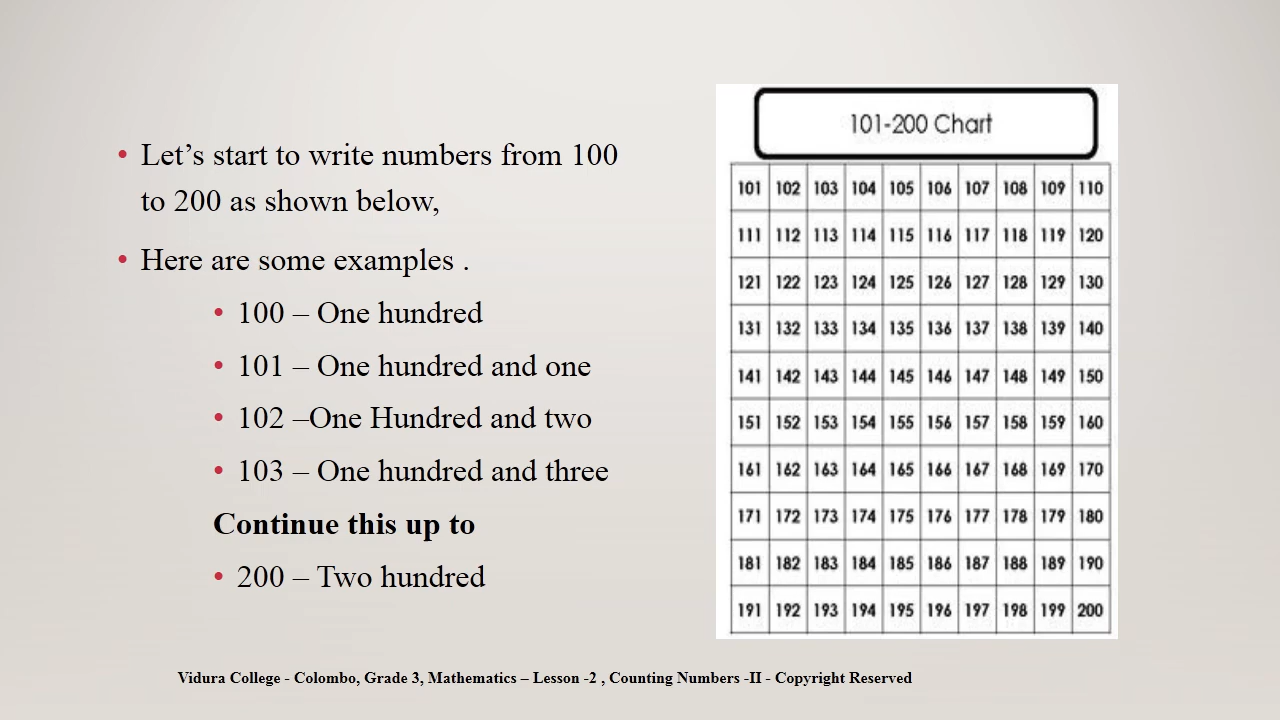 Let’s start to write numbers from 100
to 200 as shown below,
Here are some examples .
100 – One hundred
101 – One hundred and one
102 –One Hundred and two
103 – One hundred and three
Continue this up to
200 – Two hundred
101-200 Chart
101 102 103 104 105 106 107 108 109 110
111 112 113 114 115 116 117 118 119 120
121 122 123 124 125 126 127 128 129 130
131 132 133 134 135 136 137 138 139 140
141 142 143 144 145 146 147 148 149 150
151 152 153 154 155 156 157 158 159 160
161 162 163 164 165 166 167 168 169 170
171 172 173 174 175 176 177 178 179 180
181 182 183 184 185 186 187 188 189 190
191 192 193 194 195 196 197 198 199 200
Vidura College - Colombo, Grade 3, Mathematics – Lesson -2 , Counting Numbers -II - Copyright Reserved